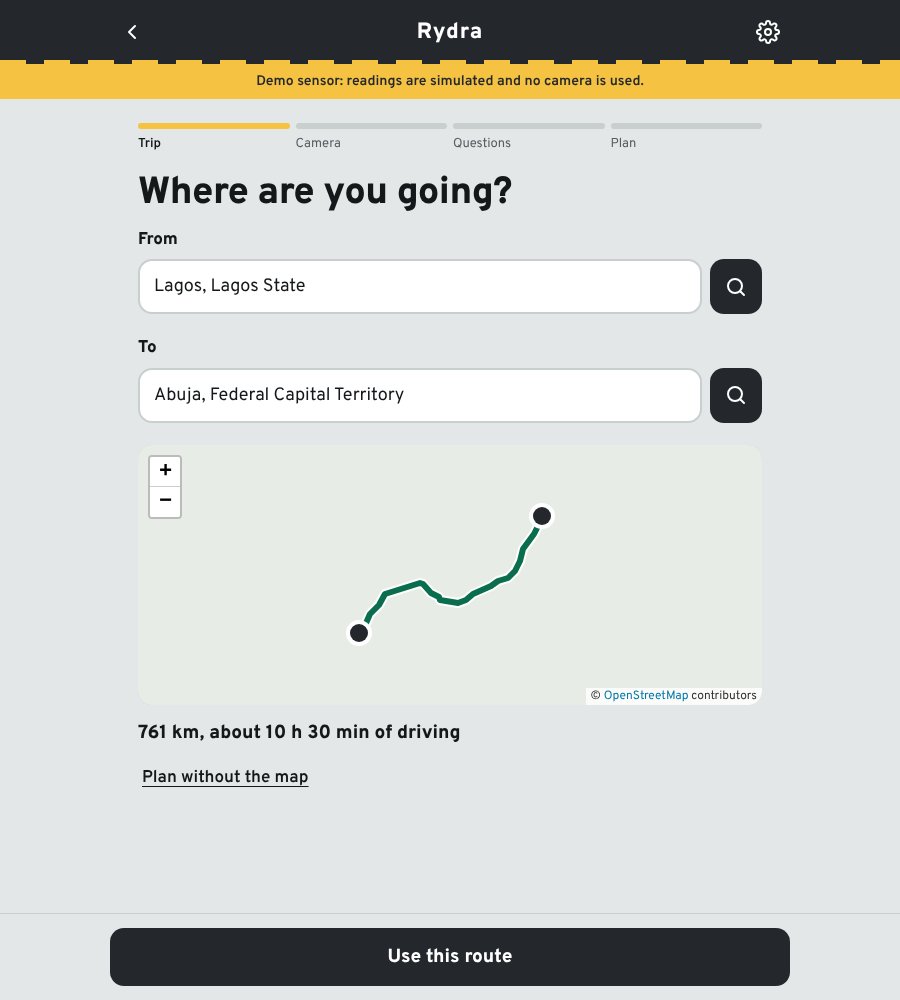 Rydra
Demo sensor: readings are simulated and no camera is used.
Trip
Camera
Questions
Plan
Where are you going?
From
Lagos, Lagos State
To
Abuja, Federal Capital Territory
+
−
© OpenStreetMap contributors
761 km, about 10 h 30 min of driving
Plan without the map
Use this route